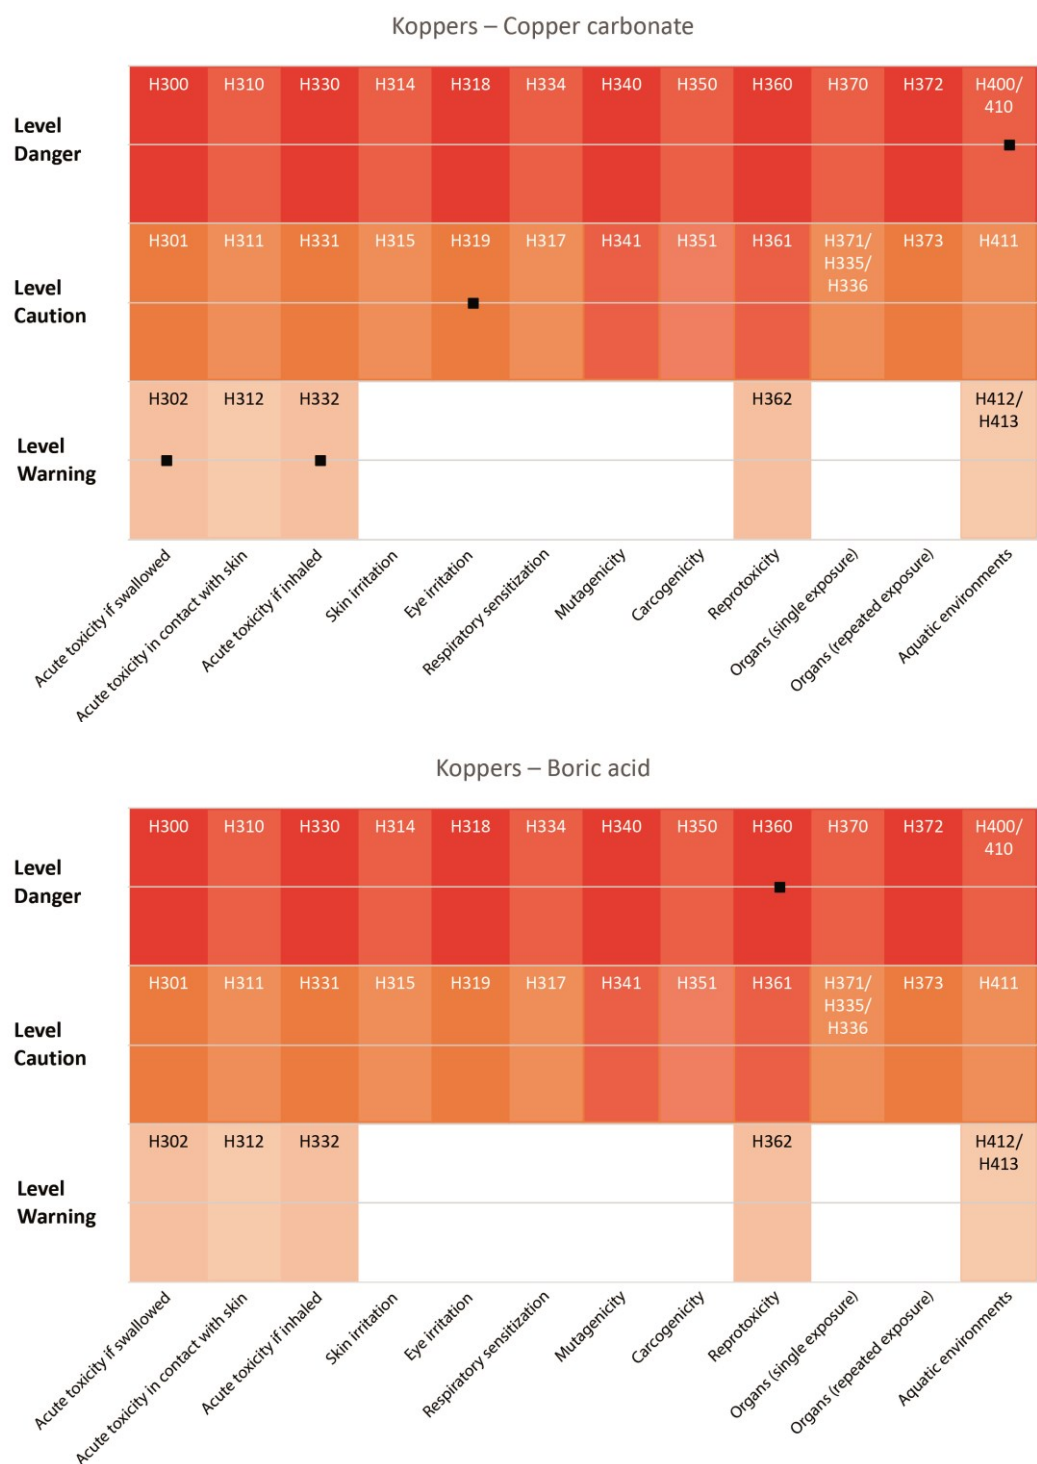 Koppers – Copper carbonate
H300 H310 H330 H314 H318 H334 H340 H350 H360 H370 H372 H400/
410
Level
Danger
H301 H311 H331 H315 H319 H317 H341 H351 H361 H371/ H373 H411
H335/
H336
Level
Caution
H302 H312 H332 H362 H412/
H413
Level
Warning
Acute toxicity if swallowed
Acute toxicity in contact with skin
Acute toxicity if inhaled
Skin irritation
Eye irritation
Respiratory sensitization
Mutagenicity
Carcogenicity
Reprotoxicity
Organs (single exposure)
Organs (repeated exposure)
Aquatic environments
Koppers – Boric acid
H300 H310 H330 H314 H318 H334 H340 H350 H360 H370 H372 H400/
410
Level
Danger
H301 H311 H331 H315 H319 H317 H341 H351 H361 H371/ H373 H411
H335/
H336
Level
Caution
H302 H312 H332 H362 H412/
H413
Level
Warning
Acute toxicity if swallowed
Acute toxicity in contact with skin
Acute toxicity if inhaled
Skin irritation
Eye irritation
Respiratory sensitization
Mutagenicity
Carcogenicity
Reprotoxicity
Organs (single exposure)
Organs (repeated exposure)
Aquatic environments